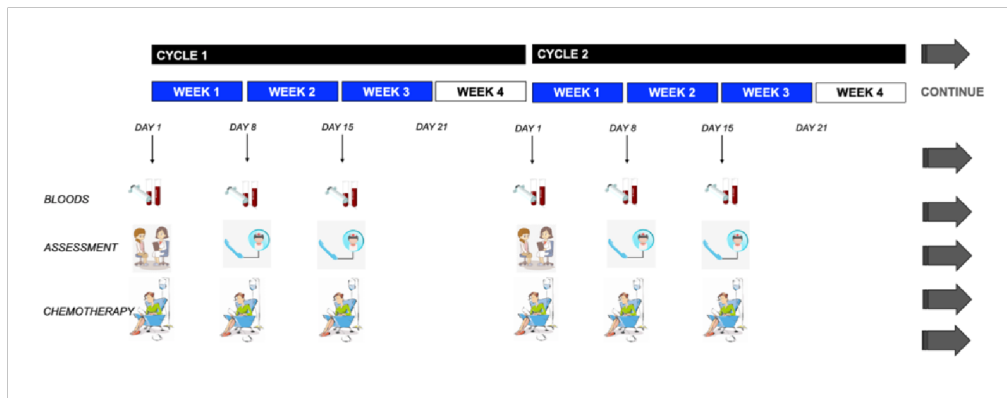 CYCLE 1 CYCLE 2
WEEK 1 WEEK 2 WEEK 3 WEEK 4 WEEK 1 WEEK 2 WEEK 3 WEEK 4 CONTINUE
DAY 1 DAY 8 DAY 15 DAY 21 DAY 1 DAY 8 DAY 15 DAY 21
BLOODS
ASSESSMENT
CHEMOTHERAPY